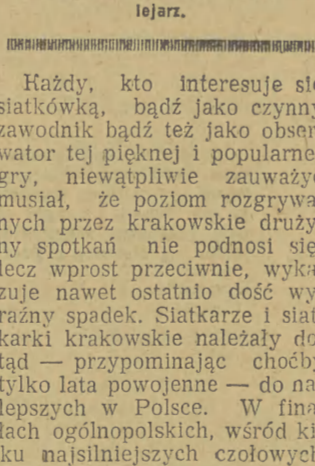 lejarz.
Każdy, kto interesuje się
siatkówką, bądź jako czynny
zawodnik bądź też jako obser
wator tej pięknej i popularne
gry, niewątpliwie zauważy
musiał, że poziom rozgrywa
nych przez krakowskie druży
ny spotkań nie podnosi się
lecz wprost przeciwnie, wyka
zuje nawet ostatnio dość wy
raźny spadek. Siatkarze i siat
karki krakowskie należały do
tąd — przypominając choćby
tylko lata powojenne — do na
lepszych w Polsce. W fina
łach ogólnopolskich, wśród ki
ku najsilniejszych czołowych